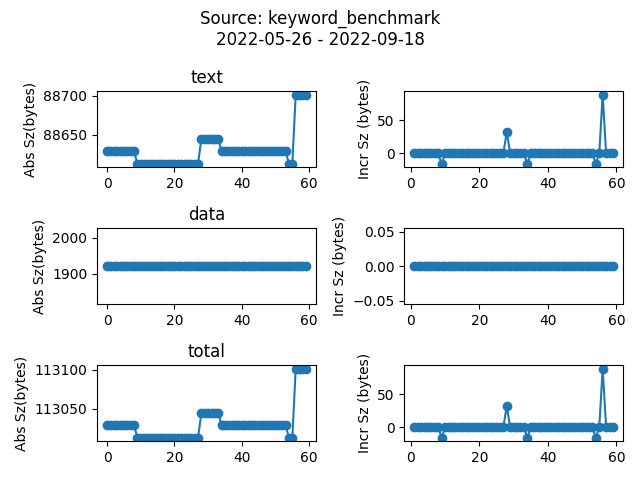 Source: keyword_benchmark
2022-05-26 - 2022-09-18
text
Abs Sz(bytes)
88700
88650
0 20 40 60
Incr Sz (bytes)
50
0
0 20 40 60
data
Abs Sz(bytes)
2000
1900
0 20 40 60
Incr Sz (bytes)
0.05
0.00
−0.05
0 20 40 60
total
Abs Sz(bytes)
113100
113050
0 20 40 60
Incr Sz (bytes)
50
0
0 20 40 60